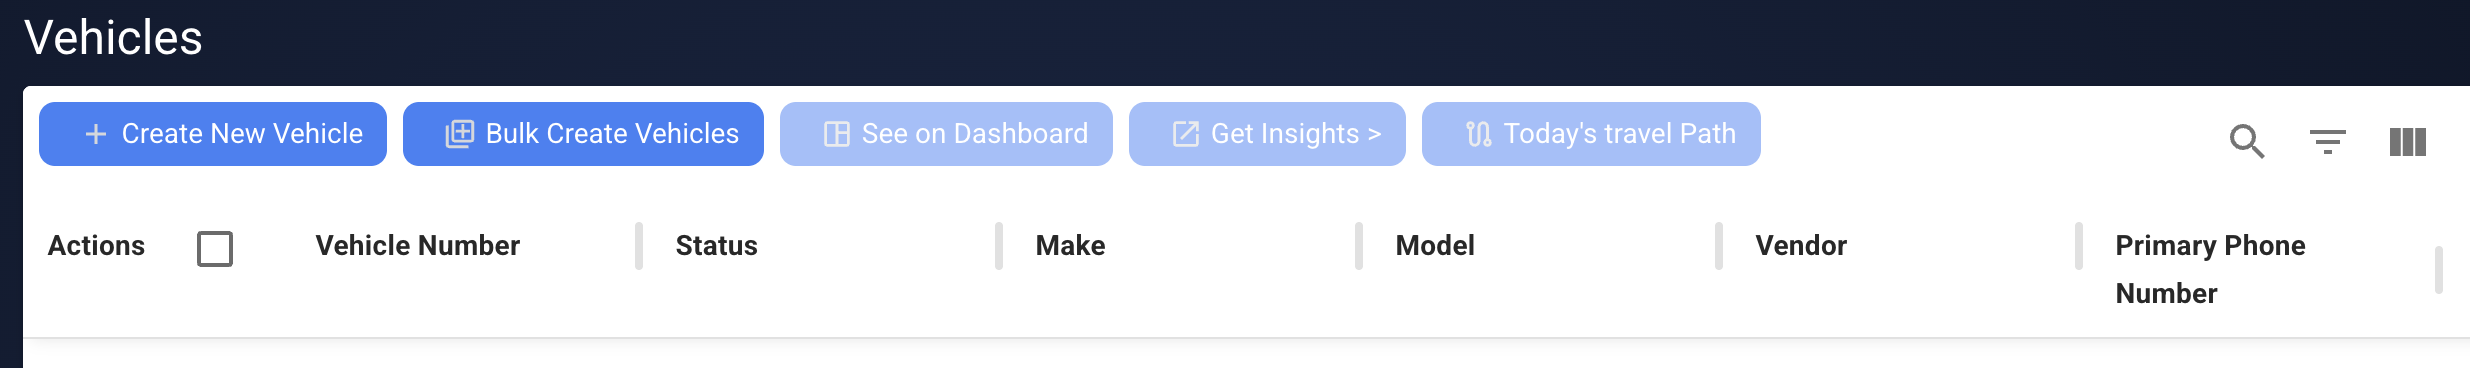 Vehicles
Create New Vehicle
Bulk Create Vehicles
See on Dashboard
Get Insights >
Today's travel Path
Actions
Vehicle Number
Status
Make
Model
Vendor
Primary Phone
Number